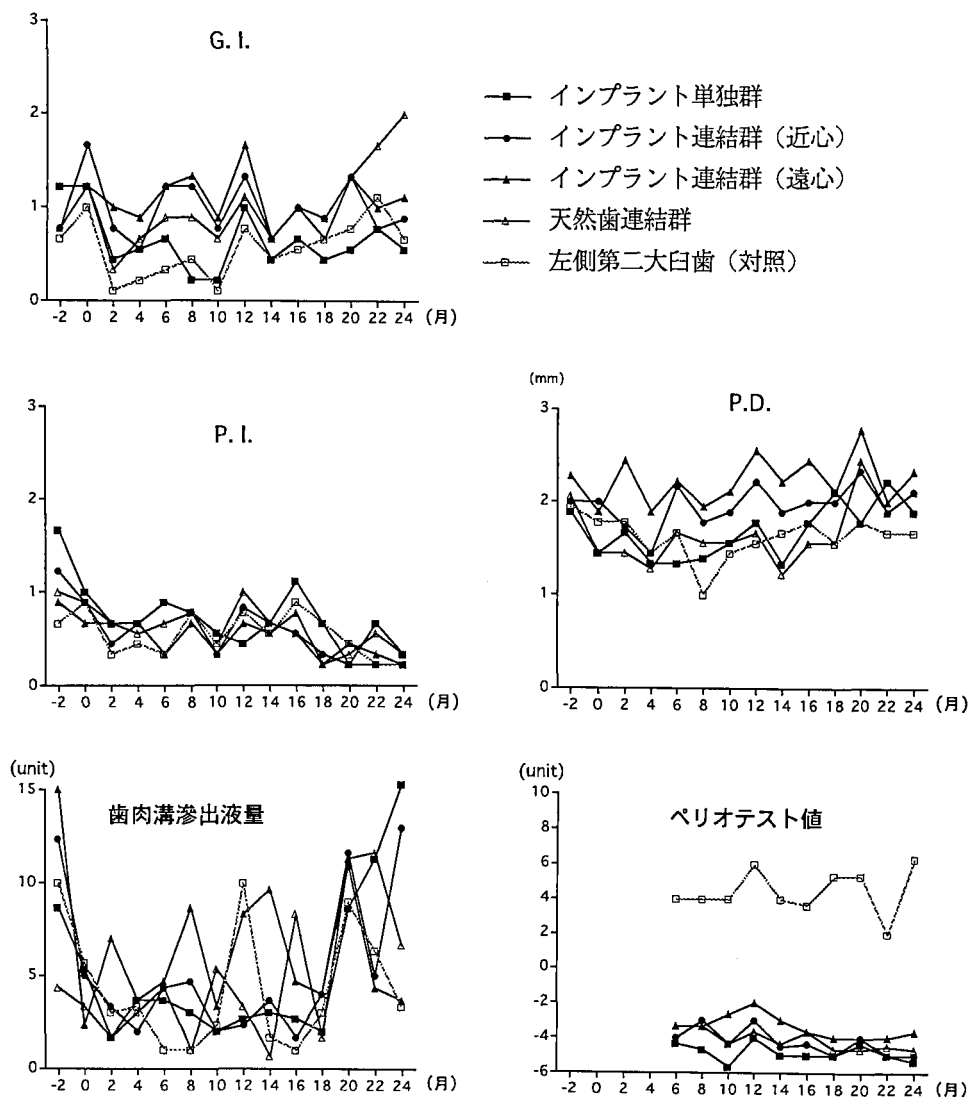 G. I.
3
2
1
0
-2 0 2 4 6 8 10 12 14 16 18 20 22 24 (月)
インプラント単独群
インプラント連結群（近心）
インプラント連結群（遠心）
天然歯連結群
左側第二大臼歯（対照）
P. I.
3
2
1
0
-2 0 2 4 6 8 10 12 14 16 18 20 22 24 (月)
(mm)
P.D.
3
2
1
0
-2 0 2 4 6 8 10 12 14 16 18 20 22 24 (月)
(unit)
歯肉溝滲出液量
15
10
5
0
-2 0 2 4 6 8 10 12 14 16 18 20 22 24 (月)
(unit)
ペリオテスト値
10
8
6
4
2
0
-2
-4
-6
-2 0 2 4 6 8 10 12 14 16 18 20 22 24 (月)